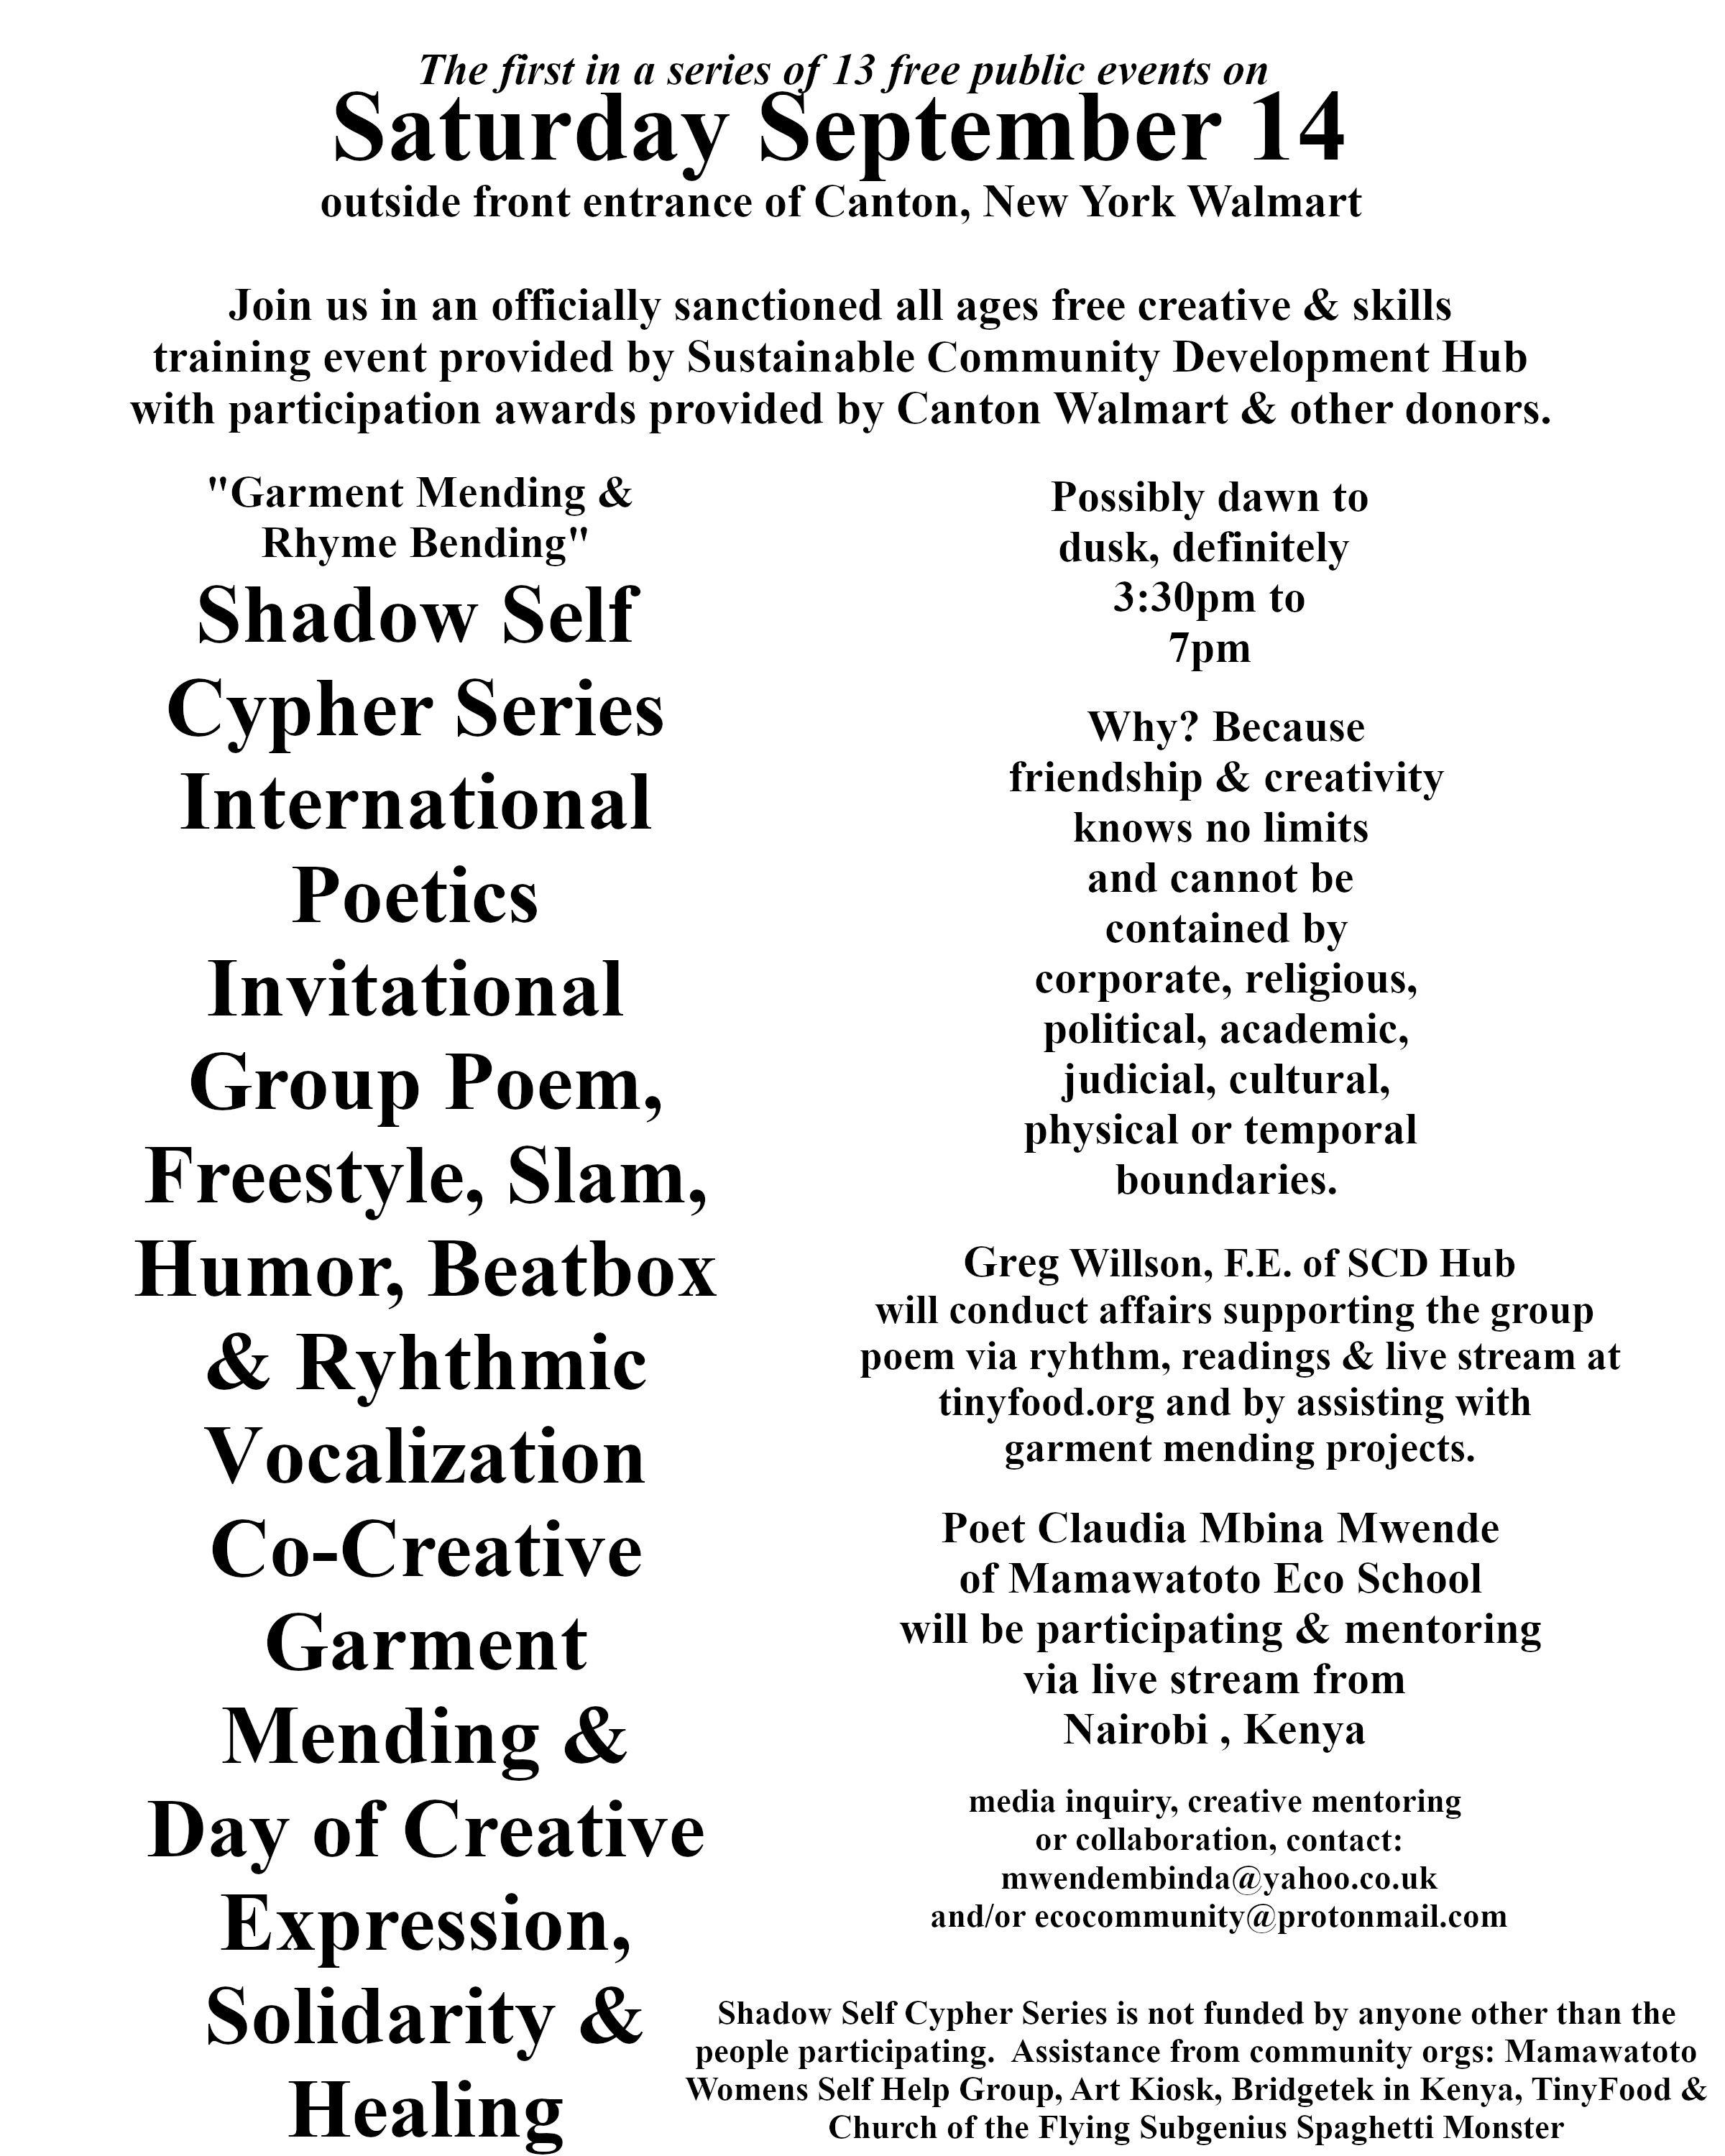 The first in a series of 13 free public events on
Saturday September 14
outside front entrance of Canton, New York Walmart
Join us in an officially sanctioned all ages free creative & skills
training event provided by Sustainable Community Development Hub
with participation awards provided by Canton Walmart & other donors.
"Garment Mending &
Rhyme Bending"
Shadow Self
Cypher Series
International
Poetics
Invitational
Group Poem,
Freestyle, Slam,
Humor, Beatbox
& Ryhthmic
Vocalization
Co-Creative
Garment
Mending &
Day of Creative
Expression,
Solidarity &
Healing
Possibly dawn to
dusk, definitely
3:30pm to
7pm
Why? Because
friendship & creativity
knows no limits
and cannot be
contained by
corporate, religious,
political, academic,
judicial, cultural,
physical or temporal
boundaries.
Greg Willson, F.E. of SCD Hub
will conduct affairs supporting the group
poem via ryhthm, readings & live stream at
tinyfood.org and by assisting with
garment mending projects.
Poet Claudia Mbina Mwende
of Mamawatoto Eco School
will be participating & mentoring
via live stream from
Nairobi , Kenya
media inquiry, creative mentoring
or collaboration, contact:
mwendembinda@yahoo.co.uk
and/or ecocommunity@protonmail.com
Shadow Self Cypher Series is not funded by anyone other than the
people participating.  Assistance from community orgs: Mamawatoto
Womens Self Help Group, Art Kiosk, Bridgetek in Kenya, TinyFood &
Church of the Flying Subgenius Spaghetti Monster